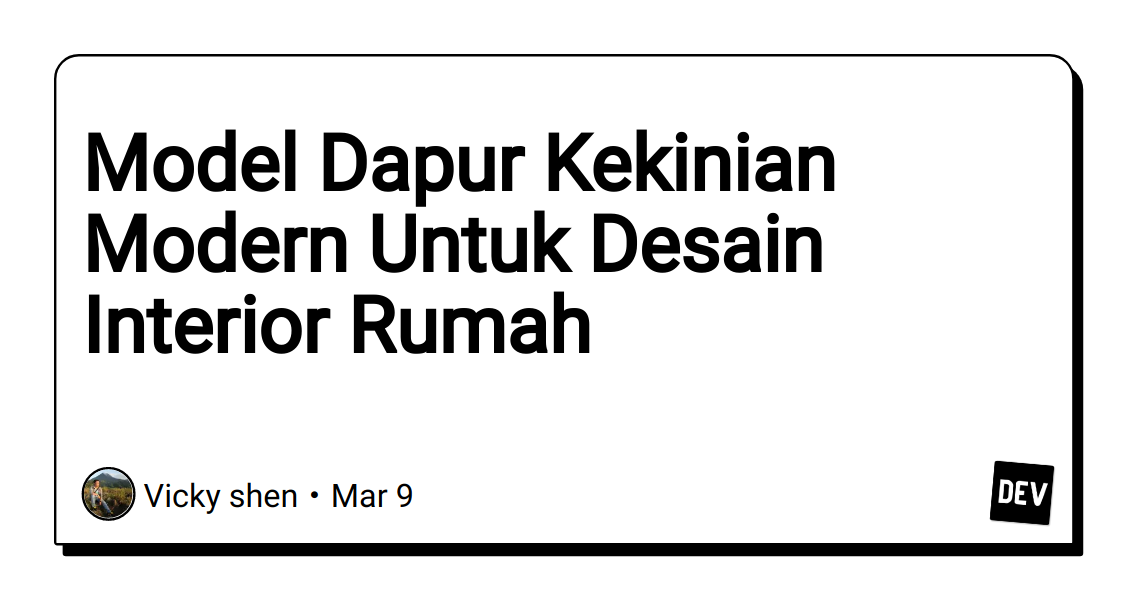 Model Dapur Kekinian
Modern Untuk Desain
Interior Rumah
Vicky shen • Mar 9
DEV